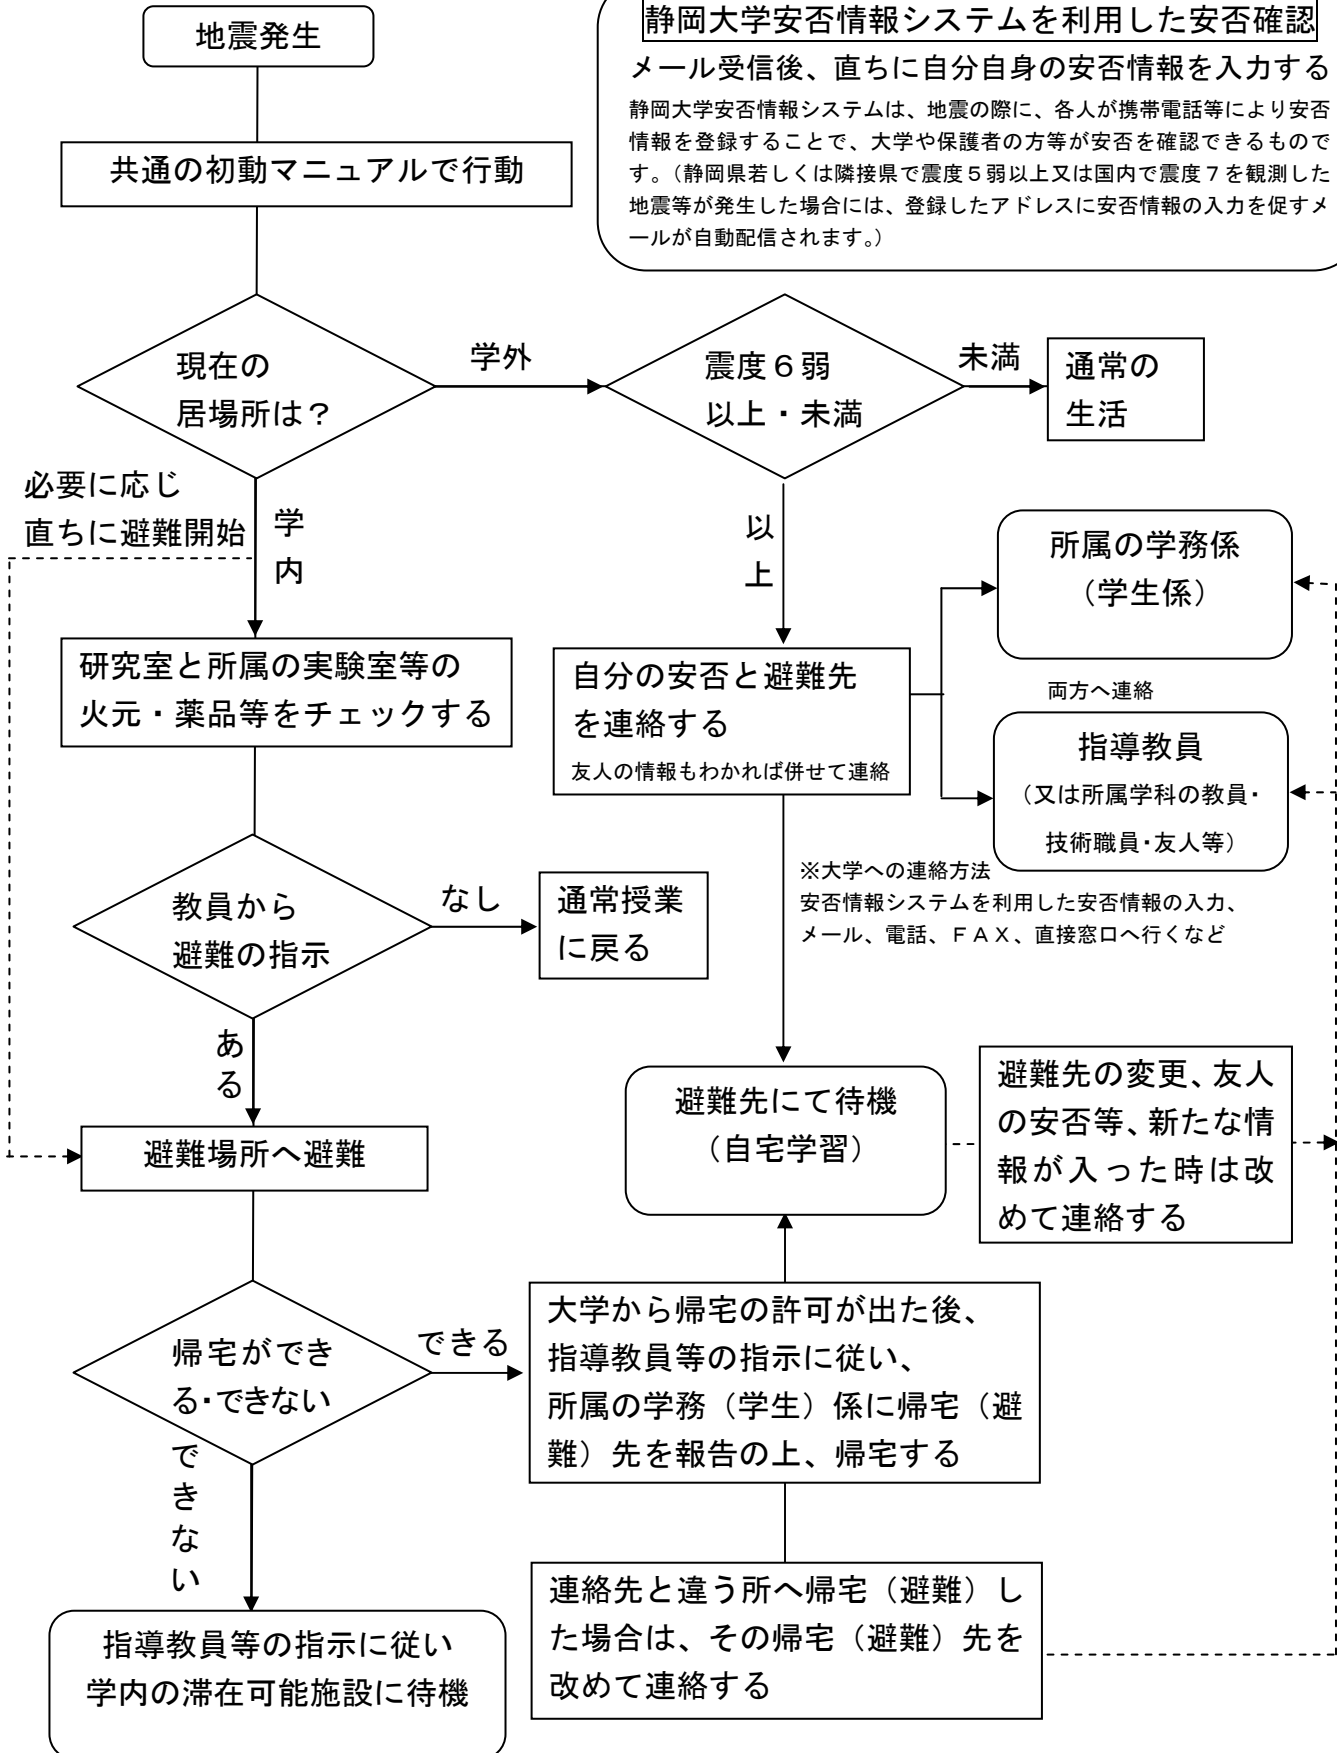 地震発生
静岡大学安否情報システムを利用した安否確認
メール受信後、直ちに自分自身の安否情報を入力する
静岡大学安否情報システムは、地震の際に、各人が携帯電話等により安否
情報を登録することで、大学や保護者の方等が安否を確認できるもので
す。（静岡県若しくは隣接県で震度５弱以上又は国内で震度７を観測した
地震等が発生した場合には、登録したアドレスに安否情報の入力を促すメ
ールが自動配信されます。）
共通の初動マニュアルで行動
現在の
居場所は？
学外
震度６弱
以上・未満
未満
通常の
生活
必要に応じ
直ちに避難開始
学
内
以
上
所属の学務係
（学生係）
研究室と所属の実験室等の
火元・薬品等をチェックする
自分の安否と避難先
を連絡する
友人の情報もわかれば併せて連絡
両方へ連絡
指導教員
（又は所属学科の教員・
技術職員・友人等）
※大学への連絡方法
安否情報システムを利用した安否情報の入力、
メール、電話、ＦＡＸ、直接窓口へ行くなど
教員から
避難の指示
なし
通常授業
に戻る
あ
る
避難場所へ避難
避難先にて待機
（自宅学習）
避難先の変更、友人
の安否等、新たな情
報が入った時は改
めて連絡する
帰宅ができ
る・できない
できる
大学から帰宅の許可が出た後、
指導教員等の指示に従い、
所属の学務（学生）係に帰宅（避
難）先を報告の上、帰宅する
で
き
な
い
連絡先と違う所へ帰宅（避難）し
た場合は、その帰宅（避難）先を
改めて連絡する
指導教員等の指示に従い
学内の滞在可能施設に待機